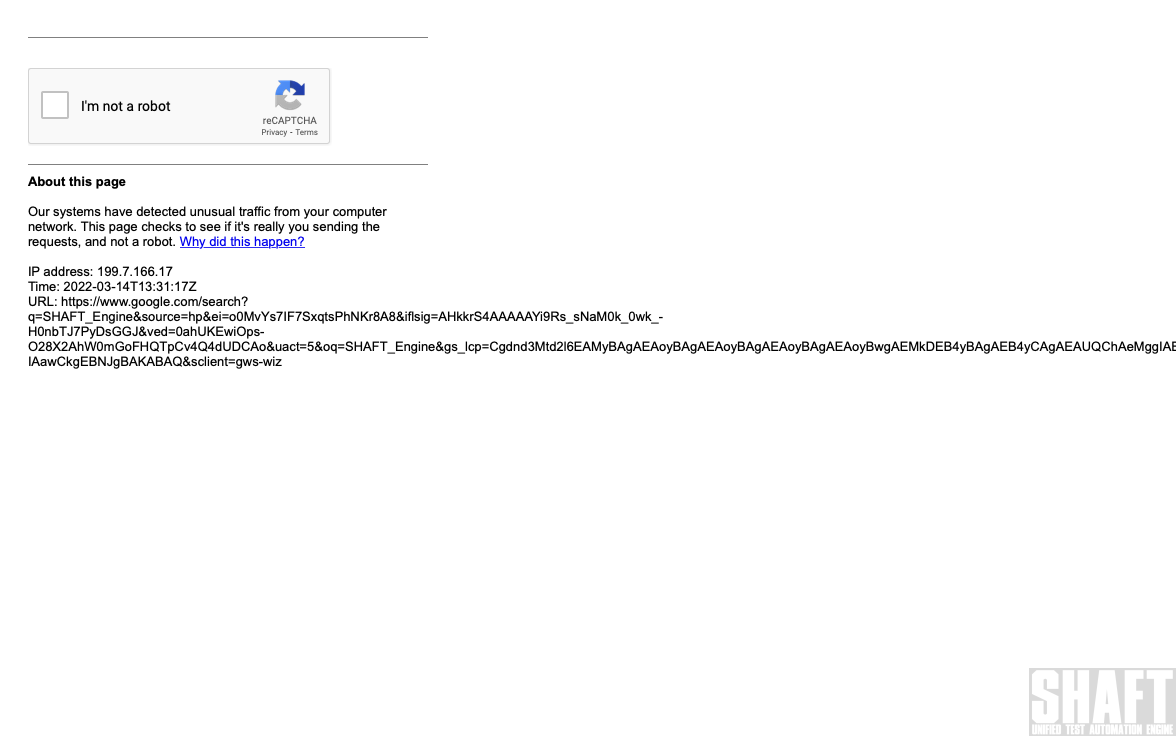 I'm not a robot
reCAPTCHA
Privacy - Terms
About this page
Our systems have detected unusual traffic from your computer
network. This page checks to see if it's really you sending the
requests, and not a robot. Why did this happen?
IP address: 199.7.166.17
Time: 2022-03-14T13:31:17Z
URL: https://www.google.com/search?
q=SHAFT_Engine&source=hp&ei=o0MvYs7IF7SxqtsPhNKr8A8&iflsig=AHkkrS4AAAAAYi9Rs_sNaM0k_0wk_-
H0nbTJ7PyDsGGJ&ved=0ahUKEwiOps-
O28X2AhW0mGoFHQTpCv4Q4dUDCAo&uact=5&oq=SHAFT_Engine&gs_lcp=Cgdnd3Mtd2l6EAMyBAgAEAoyBAgAEAoyBAgAEAoyBAgAEAoyBwgAEMkDEB4yBAgAEB4yCAgAEAUQChAeMggIAE
IAawCkgEBNJgBAKABAQ&sclient=gws-wiz
SHAFT
UNIFIED TEST AUTOMATION ENGINE